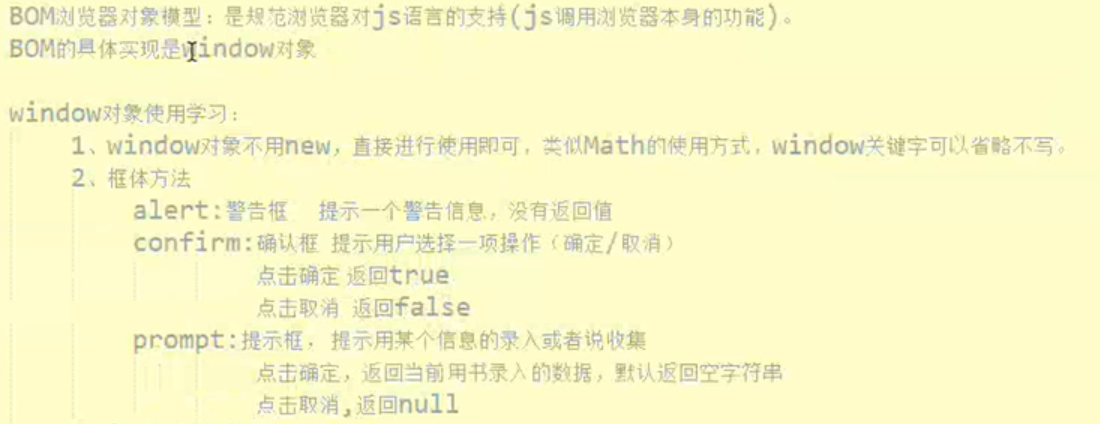 BOM浏览器对象模型：是规范浏览器对js语言的支持(js调用浏览器本身的功能)。
BOM的具体实现是window对象
window对象使用学习：
1、window对象不用new，直接进行使用即可，类似Math的使用方式，window关键字可以省略不写。
2、框体方法
alert:警告框 提示一个警告信息，没有返回值
confirm:确认框 提示用户选择一项操作（确定/取消）
点击确定 返回true
点击取消 返回false
prompt:提示框，提示用某个信息的录入或者说收集
点击确定，返回当前用书录入的数据，默认返回空字符串
点击取消,返回null